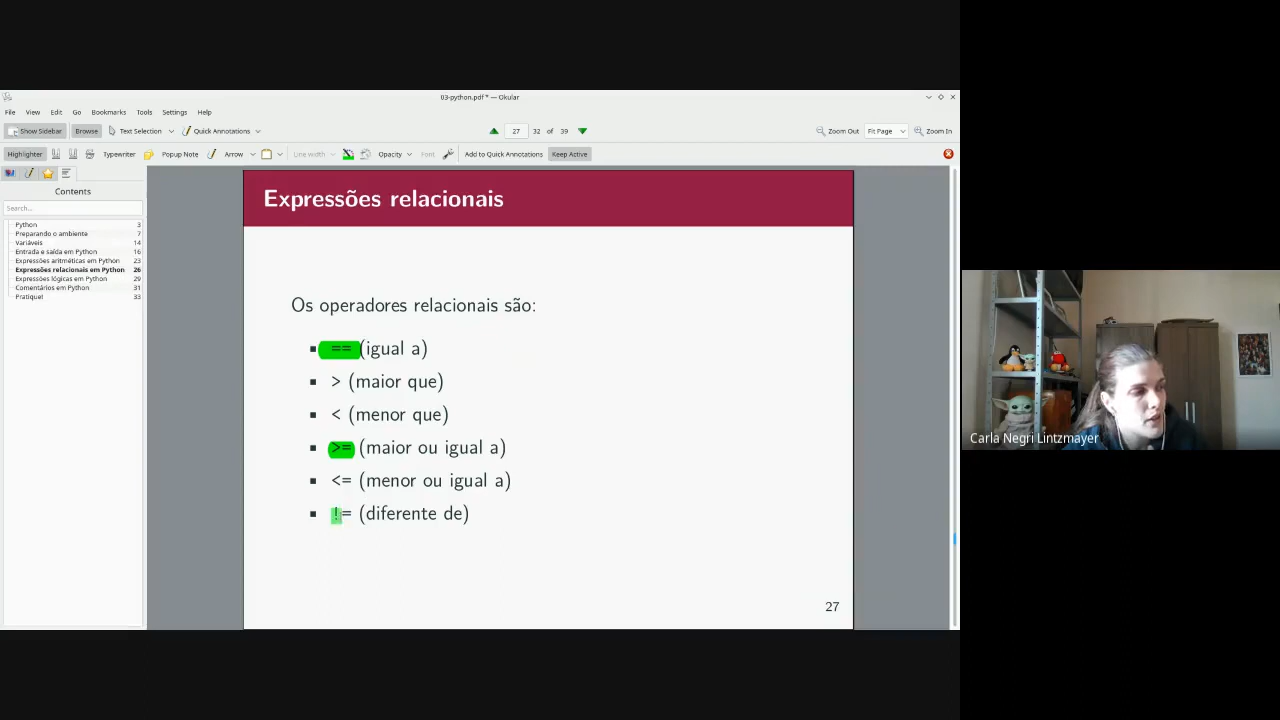 03-python.pdf * — Okular
File View Edit Go Bookmarks Tools Settings Help
Show Sidebar Browse Text Selection Quick Annotations 27 32 of 39 Zoom Out Fit Page Zoom In
Highlighter Typewriter Popup Note Arrow Line width Opacity Font Add to Quick Annotations Keep Active
Contents
Search...
Python 3
Preparando o ambiente 7
Variáveis 14
Entrada e saída em Python 16
Expressões aritméticas em Python 23
Expressões relacionais em Python 26
Expressões lógicas em Python 29
Comentários em Python 31
Pratique! 33
Expressões relacionais
Os operadores relacionais são:
▪ == (igual a)
▪ > (maior que)
▪ < (menor que)
▪ >= (maior ou igual a)
▪ <= (menor ou igual a)
▪ != (diferente de)
27
Carla Negri Lintzmayer